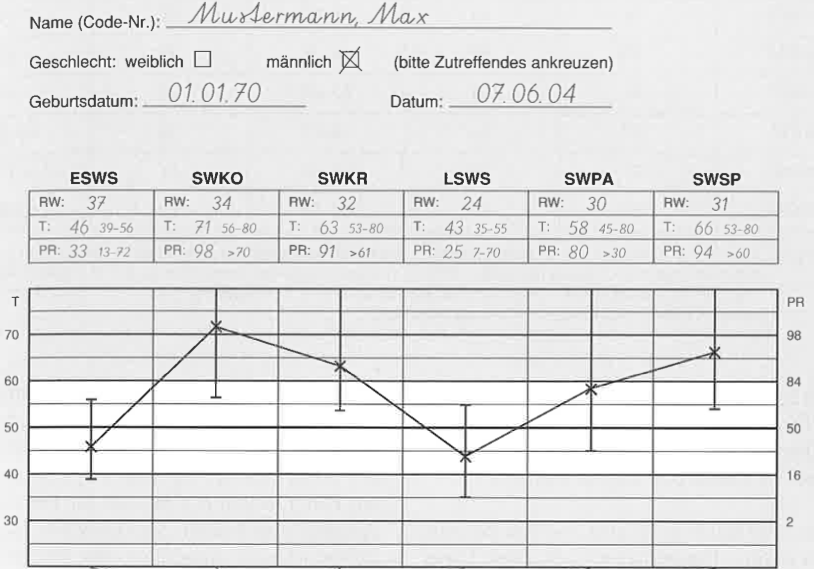 Name (Code-Nr.): Mustermann, Max
Geschlecht: weiblich ☐ männlich ☒ (bitte Zutreffendes ankreuzen)
Geburtsdatum: 01.01.70 Datum: 07.06.04
ESWS SWKO SWKR LSWS SWPA SWSP
RW: 37 RW: 34 RW: 32 RW: 24 RW: 30 RW: 31
T: 46 39-56 T: 71 56-80 T: 63 53-80 T: 43 35-55 T: 58 45-80 T: 66 53-80
PR: 33 13-72 PR: 98 >70 PR: 91 >61 PR: 25 7-70 PR: 80 >30 PR: 94 >60
T PR
70 98
60 84
50 50
40 16
30 2